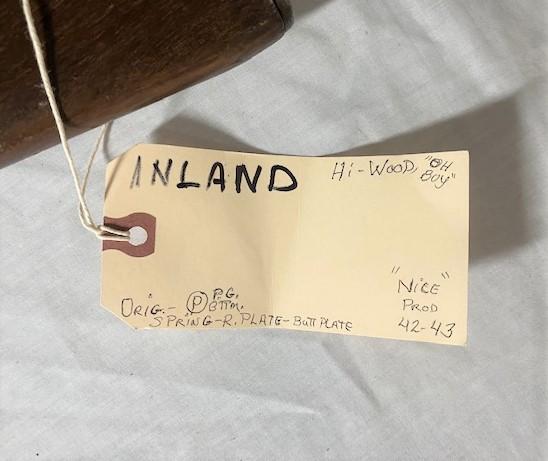 INLAND
Hi-WOOD, "OH
BOY"
"NiCE"
PROD
42-43
ORIG.- Ⓟ P.G.
BTTM.
SPRING-R. PLATE-BUTT PLATE